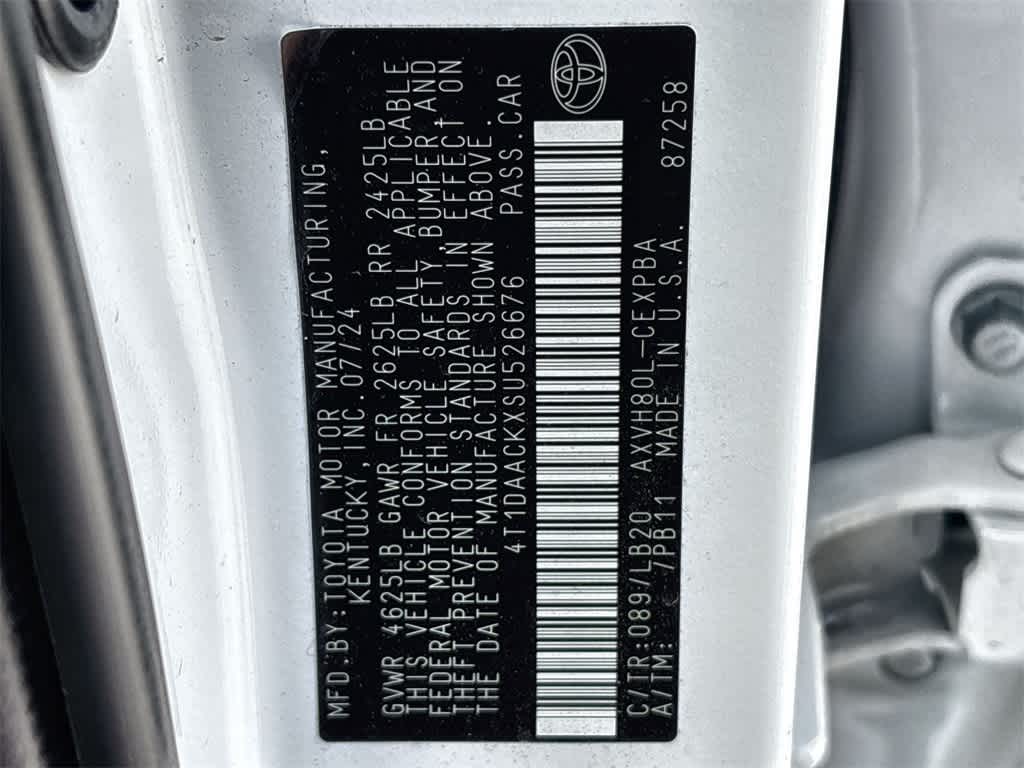 MFD.BY:TOYOTA MOTOR MANUFACTURING,
KENTUCKY,INC. 07/24
GVWR 4625LB GAWR FR 2625LB RR 2425LB
THIS VEHICLE CONFORMS TO ALL APPLICABLE
FEDERAL MOTOR VEHICLE SAFETY,BUMPER,AND
THEFT PREVENTION STANDARDS IN EFFECT ON
THE DATE OF MANUFACTURE SHOWN ABOVE.
4T1DAACKXSU526676 PASS.CAR
C/TR:089/LB20 AXVH80L-CEXPBA
A/TM: - /PB11 MADE IN U.S.A. 87258